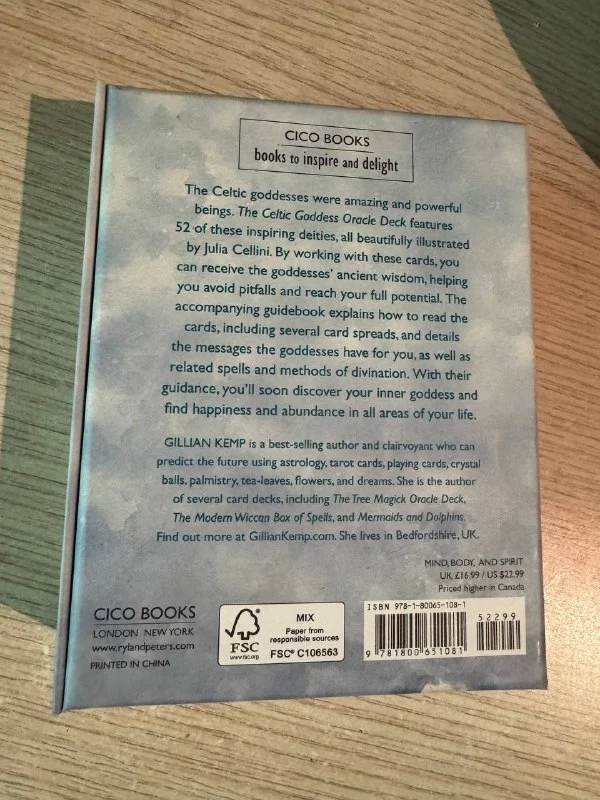 CICO BOOKS
books to inspire and delight
The Celtic goddesses were amazing and powerful
beings. The Celtic Goddess Oracle Deck features
52 of these inspiring deities, all beautifully illustrated
by Julia Cellini. By working with these cards, you
can receive the goddesses' ancient wisdom, helping
you avoid pitfalls and reach your full potential. The
accompanying guidebook explains how to read the
cards, including several card spreads, and details
the messages the goddesses have for you, as well as
related spells and methods of divination. With their
guidance, you'll soon discover your inner goddess and
find happiness and abundance in all areas of your life.
GILLIAN KEMP is a best-selling author and clairvoyant who can
predict the future using astrology, tarot cards, playing cards, crystal
balls, palmistry, tea-leaves, flowers, and dreams. She is the author
of several card decks, including The Tree Magick Oracle Deck,
The Modern Wiccan Box of Spells, and Mermaids and Dolphins.
Find out more at GillianKemp.com. She lives in Bedfordshire, UK.
MIND, BODY, AND SPIRIT
UK £16.99 / US $22.99
Priced higher in Canada
CICO BOOKS
LONDON NEW YORK
www.rylandpeters.com
PRINTED IN CHINA
FSC
www.fsc.org
MIX
Paper from
responsible sources
FSC® C106563
ISBN 978-1-80065-108-1
52299
9 781800 651081